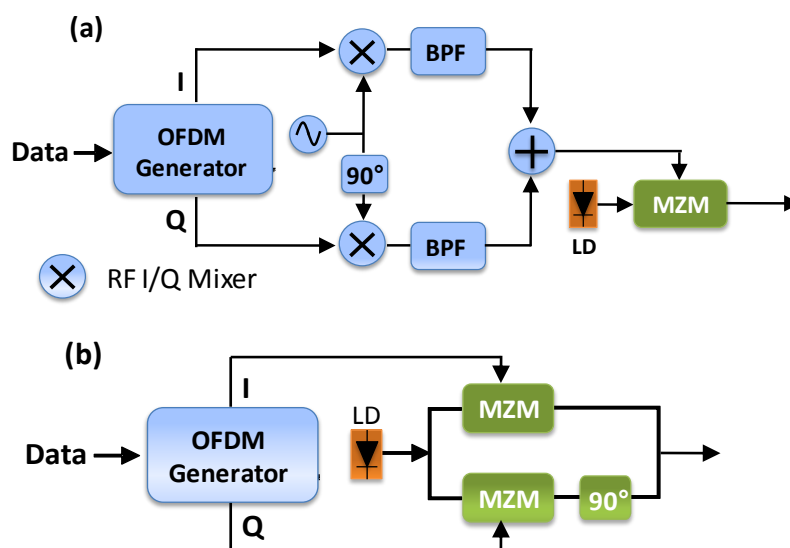 (a)
I
BPF
Data
OFDM
Generator
90°
MZM
Q
BPF
LD
RF I/Q Mixer
(b)
I
MZM
LD
OFDM
Generator
Data
MZM
90°
Q